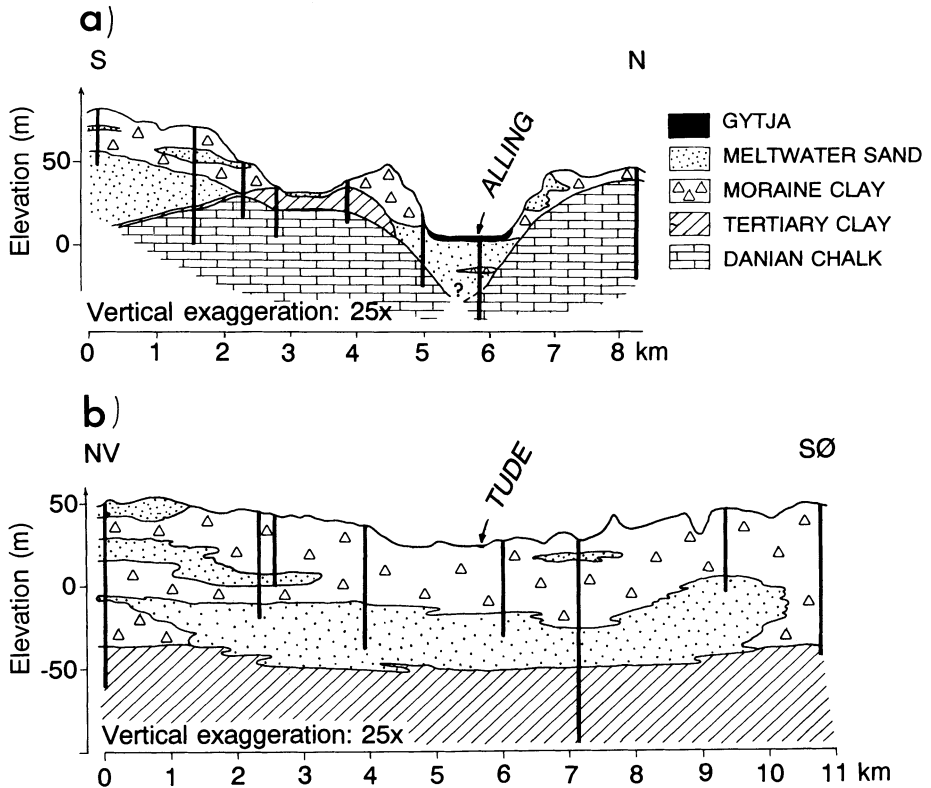 a)
S
N
Elevation (m)
50
0
ALLING
GYTJA
MELTWATER SAND
MORAINE CLAY
TERTIARY CLAY
DANIAN CHALK
?
Vertical exaggeration: 25x
0 1 2 3 4 5 6 7 8 km
b)
NV
SØ
Elevation (m)
50
0
-50
TUDE
Vertical exaggeration: 25x
0 1 2 3 4 5 6 7 8 9 10 11 km